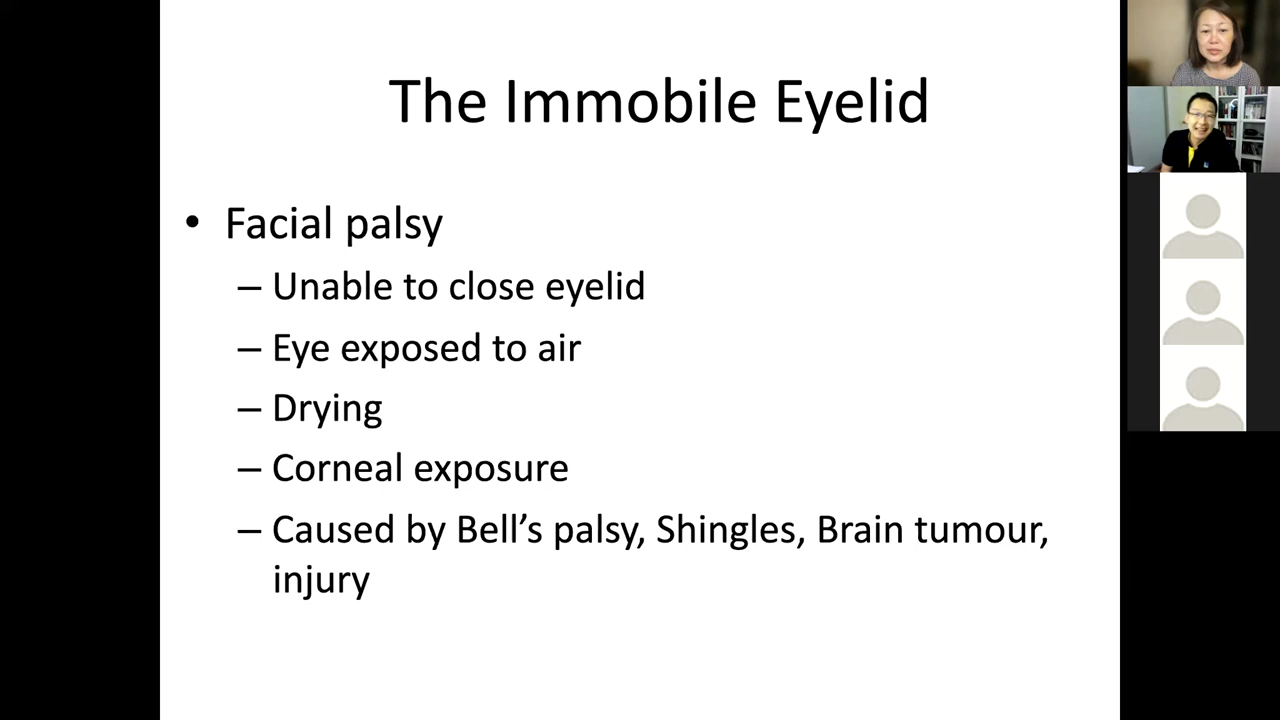 The Immobile Eyelid
• Facial palsy
– Unable to close eyelid
– Eye exposed to air
– Drying
– Corneal exposure
– Caused by Bell’s palsy, Shingles, Brain tumour,
injury